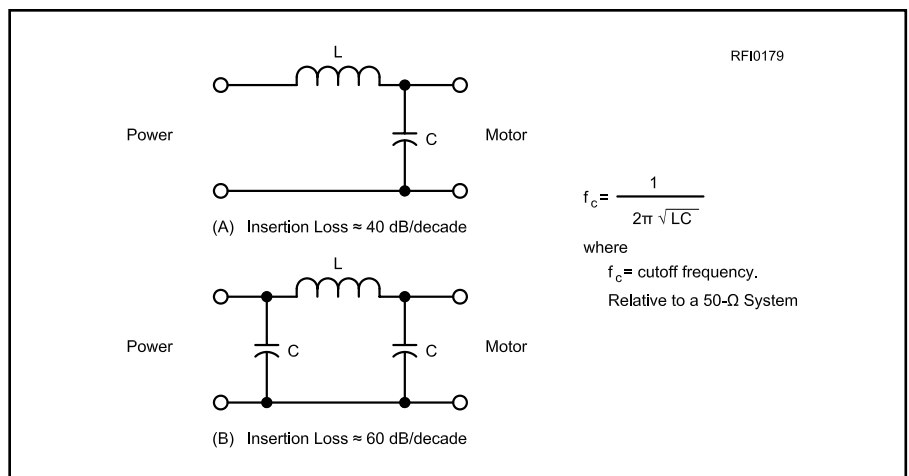 RFI0179
L
Power
C
Motor
(A) Insertion Loss ≈ 40 dB/decade
L
Power
C
C
Motor
(B) Insertion Loss ≈ 60 dB/decade
f_c = 1 / 2π √LC
where
f_c = cutoff frequency.
Relative to a 50-Ω System